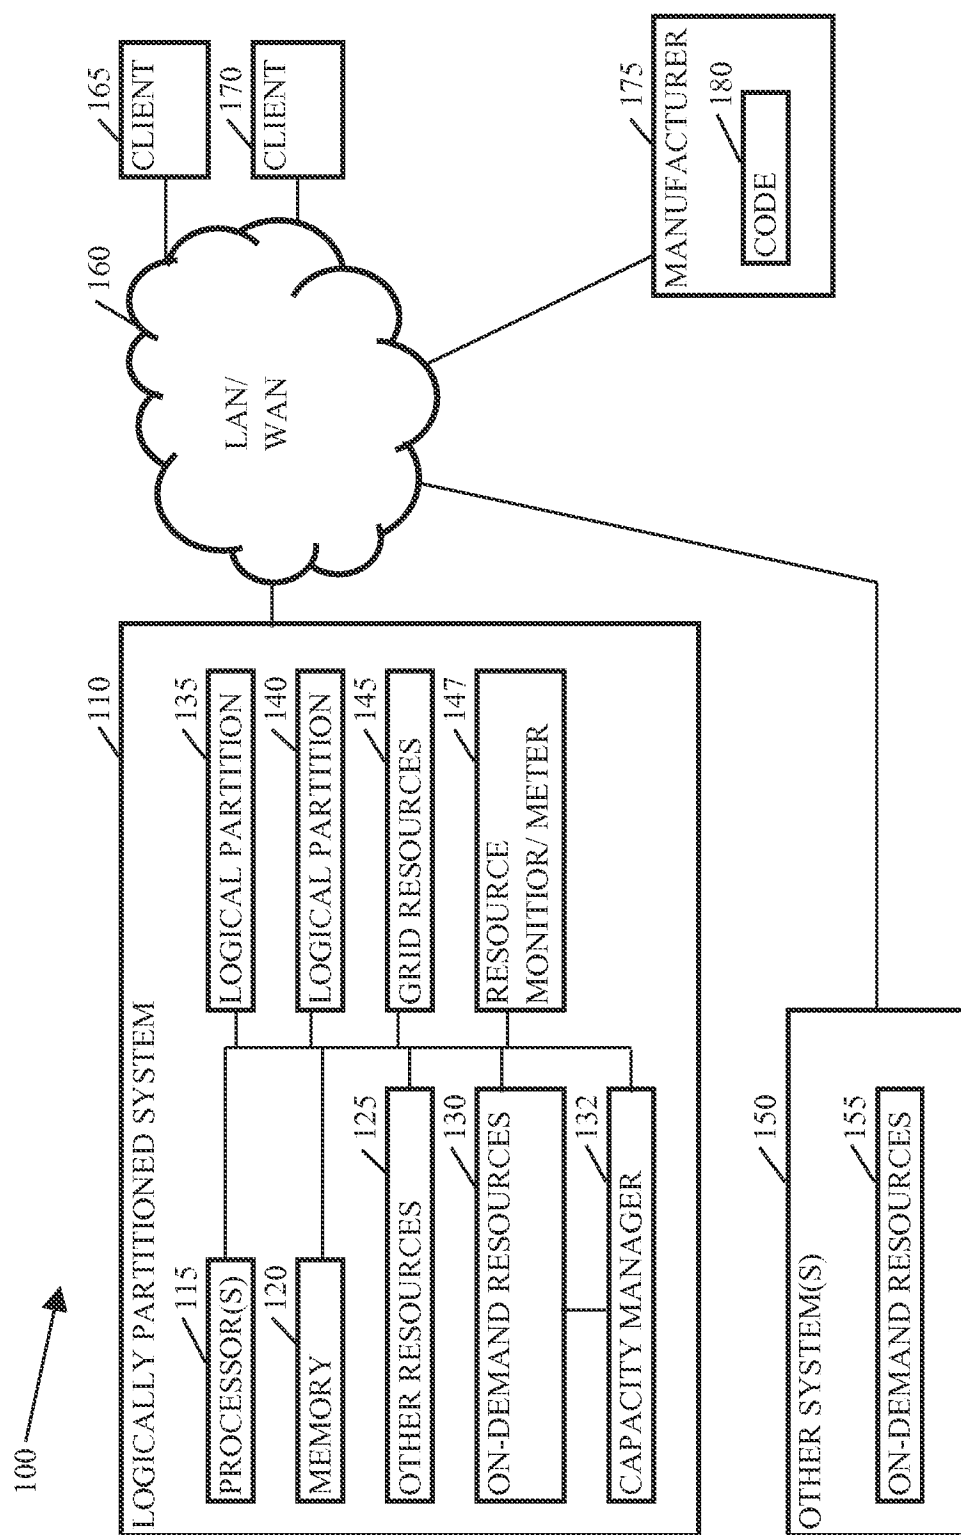 100
110
LOGICALLY PARTITIONED SYSTEM
115
PROCESSOR(S)
120
MEMORY
125
OTHER RESOURCES
130
ON-DEMAND RESOURCES
132
CAPACITY MANAGER
135
LOGICAL PARTITION
140
LOGICAL PARTITION
145
GRID RESOURCES
147
RESOURCE
MONITIOR/ METER
150
OTHER SYSTEM(S)
155
ON-DEMAND RESOURCES
160
LAN/
WAN
165
CLIENT
170
CLIENT
175
MANUFACTURER
180
CODE